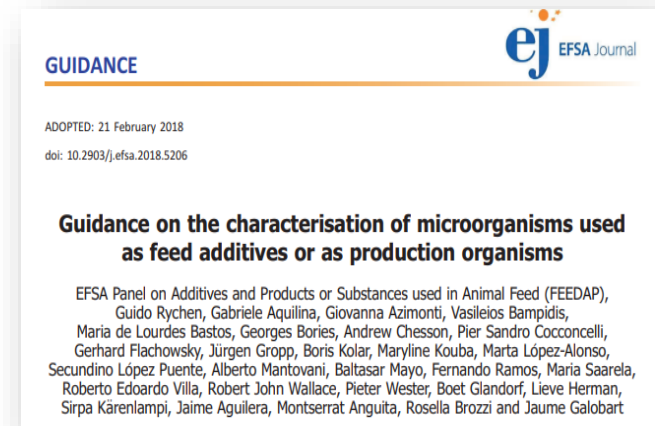 ej EFSA Journal
GUIDANCE
ADOPTED: 21 February 2018
doi: 10.2903/j.efsa.2018.5206
Guidance on the characterisation of microorganisms used
as feed additives or as production organisms
EFSA Panel on Additives and Products or Substances used in Animal Feed (FEEDAP),
Guido Rychen, Gabriele Aquilina, Giovanna Azimonti, Vasileios Bampidis,
Maria de Lourdes Bastos, Georges Bories, Andrew Chesson, Pier Sandro Cocconcelli,
Gerhard Flachowsky, Jürgen Gropp, Boris Kolar, Maryline Kouba, Marta López-Alonso,
Secundino López Puente, Alberto Mantovani, Baltasar Mayo, Fernando Ramos, Maria Saarela,
Roberto Edoardo Villa, Robert John Wallace, Pieter Wester, Boet Glandorf, Lieve Herman,
Sirpa Kärenlampi, Jaime Aguilera, Montserrat Anguita, Rosella Brozzi and Jaume Galobart